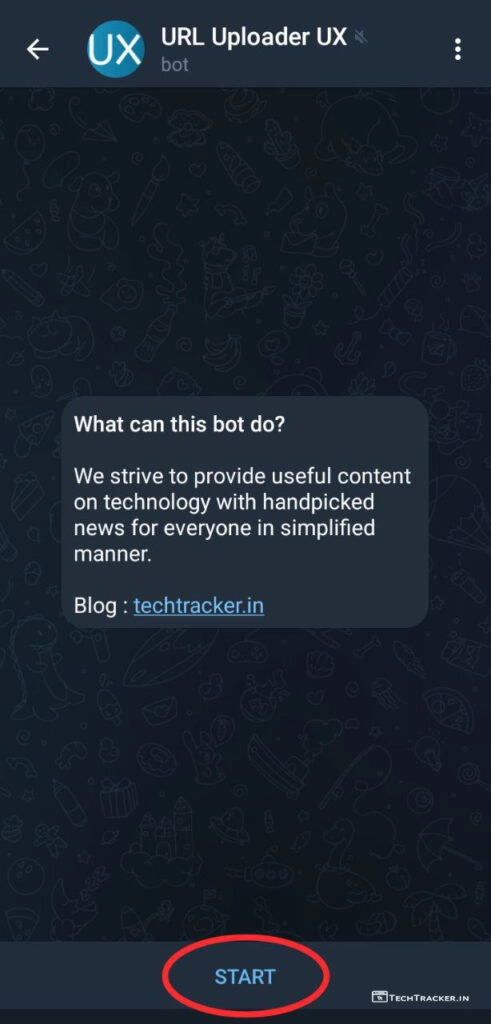 UX
URL Uploader UX
bot
What can this bot do?
We strive to provide useful content
on technology with handpicked
news for everyone in simplified
manner.
Blog : techtracker.in
START
TECHTRACKER.IN